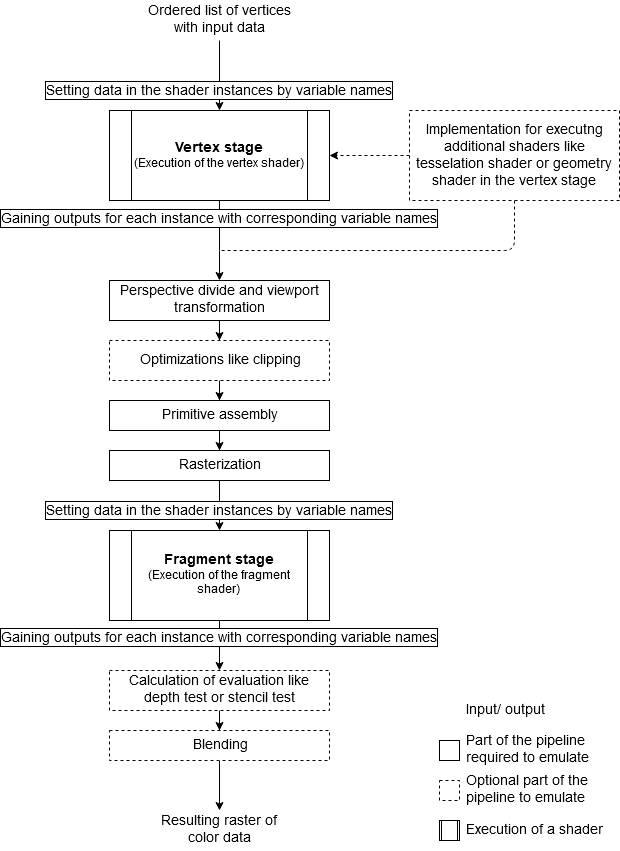 Ordered list of vertices
with input data
Setting data in the shader instances by variable names
Vertex stage
(Execution of the vertex shader)
Implementation for executng
additional shaders like
tesselation shader or geometry
shader in the vertex stage
Gaining outputs for each instance with corresponding variable names
Perspective divide and viewport
transformation
Optimizations like clipping
Primitive assembly
Rasterization
Setting data in the shader instances by variable names
Fragment stage
(Execution of the fragment
shader)
Gaining outputs for each instance with corresponding variable names
Calculation of evaluation like
depth test or stencil test
Blending
Resulting raster of
color data
Input/ output
Part of the pipeline
required to emulate
Optional part of the
pipeline to emulate
Execution of a shader